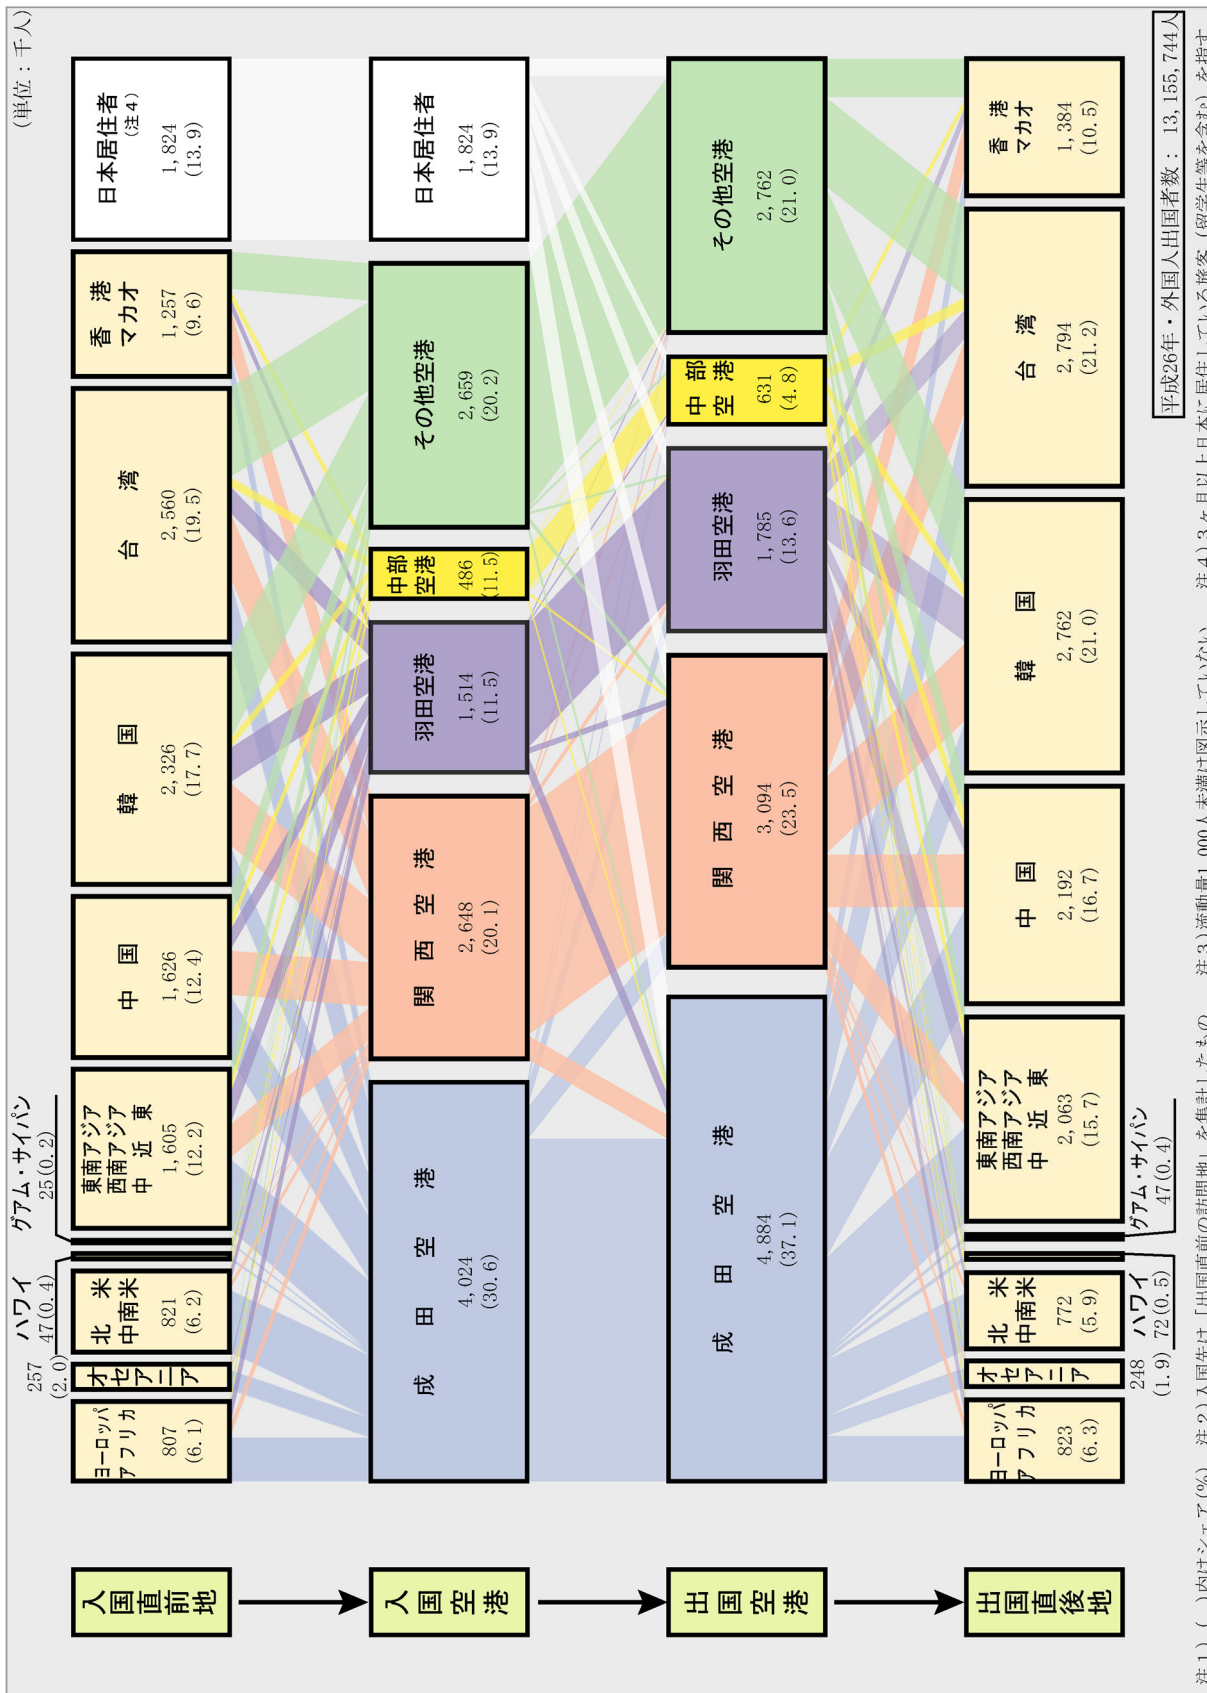 (単位：千人)
入国直前地
ヨーロッパ
アフリカ
807
(6.1)
オセアニア
257
(2.0)
北米
中南米
821
(6.2)
ハワイ
47(0.4)
グアム・サイパン
25(0.2)
東南アジア
西南アジア
中近東
1,605
(12.2)
中国
1,626
(12.4)
韓国
2,326
(17.7)
台湾
2,560
(19.5)
香港
マカオ
1,257
(9.6)
日本居住者
(注4)
1,824
(13.9)
入国空港
成田空港
4,024
(30.6)
関西空港
2,648
(20.1)
羽田空港
1,514
(11.5)
中部
空港
486
(11.5)
その他空港
2,659
(20.2)
日本居住者
1,824
(13.9)
出国空港
成田空港
4,884
(37.1)
関西空港
3,094
(23.5)
羽田空港
1,785
(13.6)
中部
空港
631
(4.8)
その他空港
2,762
(21.0)
出国直後地
ヨーロッパ
アフリカ
823
(6.3)
オセアニア
248
(1.9)
北米
中南米
772
(5.9)
ハワイ
72(0.5)
グアム・サイパン
47(0.4)
東南アジア
西南アジア
中近東
2,063
(15.7)
中国
2,192
(16.7)
韓国
2,762
(21.0)
台湾
2,794
(21.2)
香港
マカオ
1,384
(10.5)
平成26年・外国人出国者数： 13,155,744人
注1) ( )内はシェア(%) 注2)入国先は「出国直前の訪問地」を集計したもの 注3)流動量1,000人未満は図示していない 注4)3ヶ月以上日本に居住している旅客(留学生等を含む)を指す